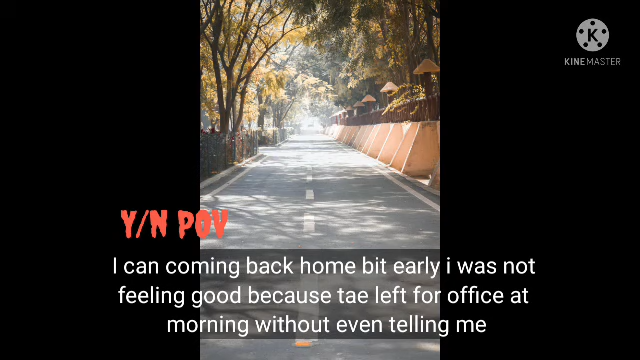 K
KINEMASTER
Y/N POV
I can coming back home bit early i was not
feeling good because tae left for office at
morning without even telling me